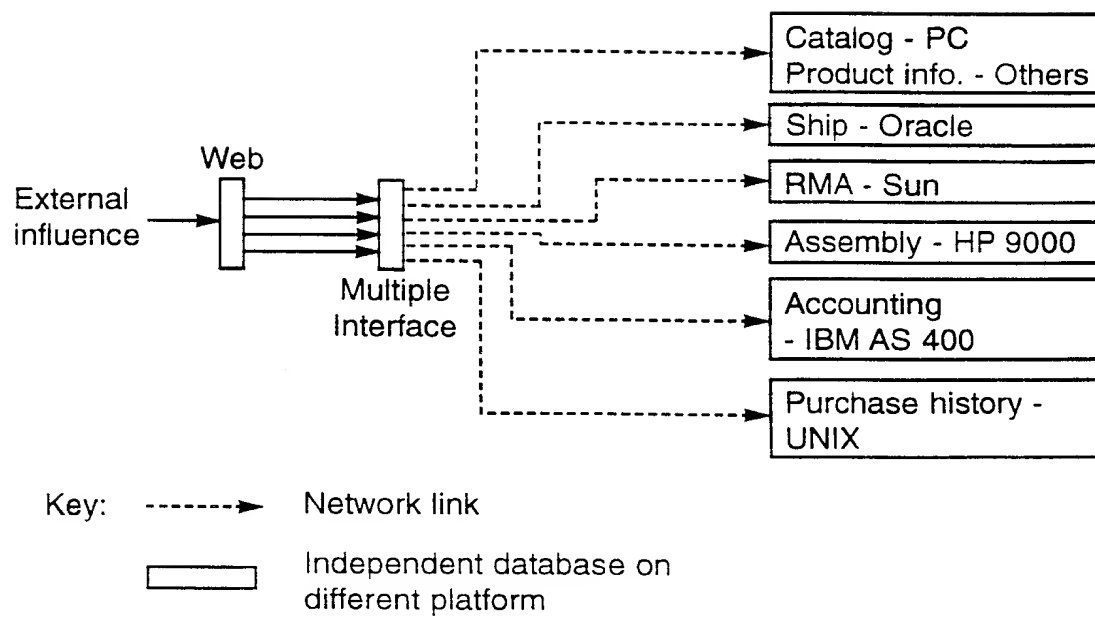 Catalog - PC
Product info. - Others
Ship - Oracle
Web
RMA - Sun
External
influence
Assembly - HP 9000
Multiple
Interface
Accounting
- IBM AS 400
Purchase history -
UNIX
Key:
Network link
Independent database on
different platform